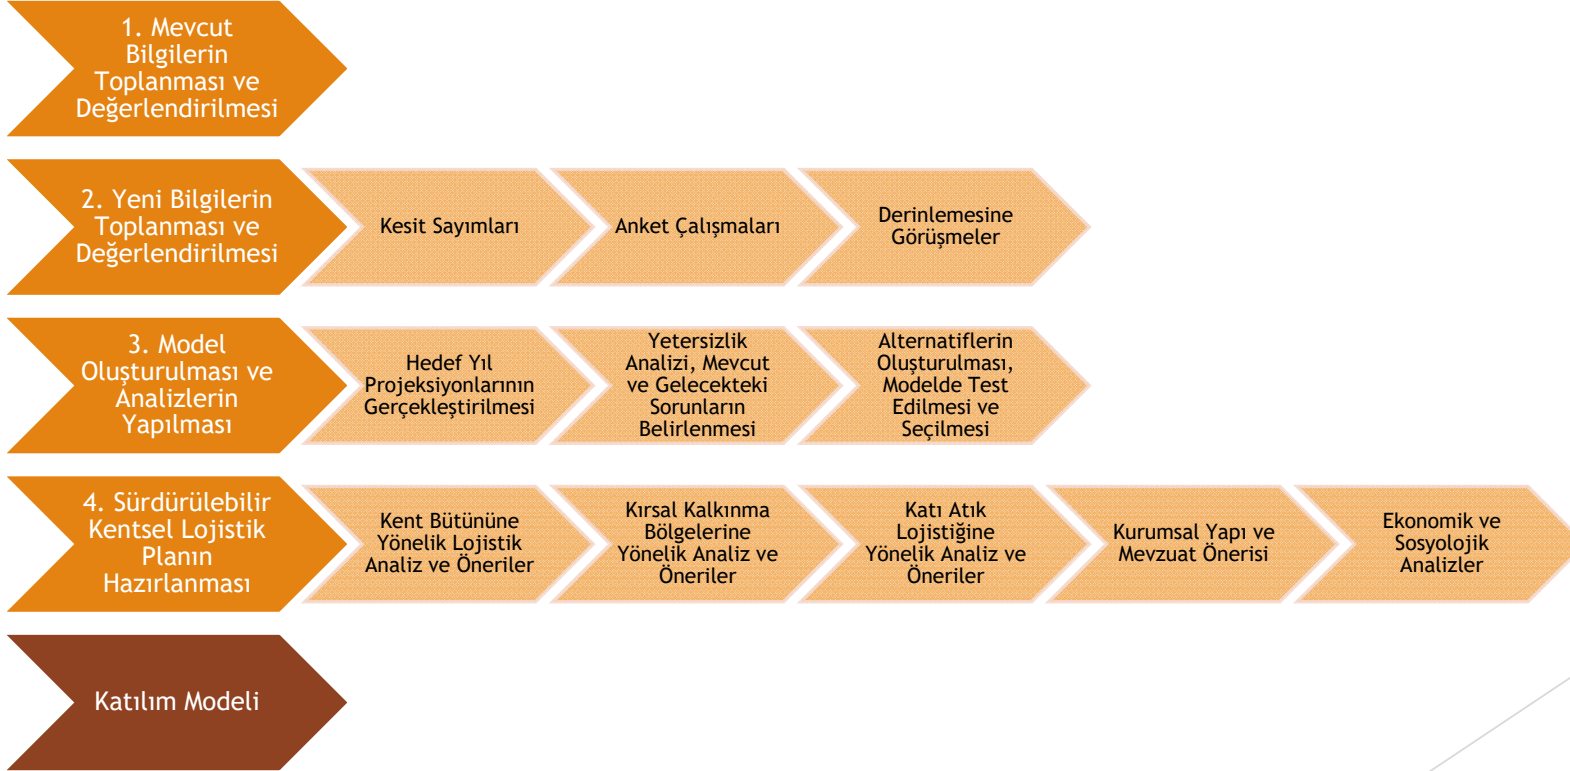 1. Mevcut
Bilgilerin
Toplanması ve
Değerlendirilmesi
2. Yeni Bilgilerin
Toplanması ve
Değerlendirilmesi
Kesit Sayımları
Anket Çalışmaları
Derinlemesine
Görüşmeler
3. Model
Oluşturulması ve
Analizlerin
Yapılması
Hedef Yıl
Projeksiyonlarının
Gerçekleştirilmesi
Yetersizlik
Analizi, Mevcut
ve Gelecekteki
Sorunların
Belirlenmesi
Alternatiflerin
Oluşturulması,
Modelde Test
Edilmesi ve
Seçilmesi
4. Sürdürülebilir
Kentsel Lojistik
Planın
Hazırlanması
Kent Bütününe
Yönelik Lojistik
Analiz ve Öneriler
Kırsal Kalkınma
Bölgelerine
Yönelik Analiz ve
Öneriler
Katı Atık
Lojistiğine
Yönelik Analiz ve
Öneriler
Kurumsal Yapı ve
Mevzuat Önerisi
Ekonomik ve
Sosyolojik
Analizler
Katılım Modeli